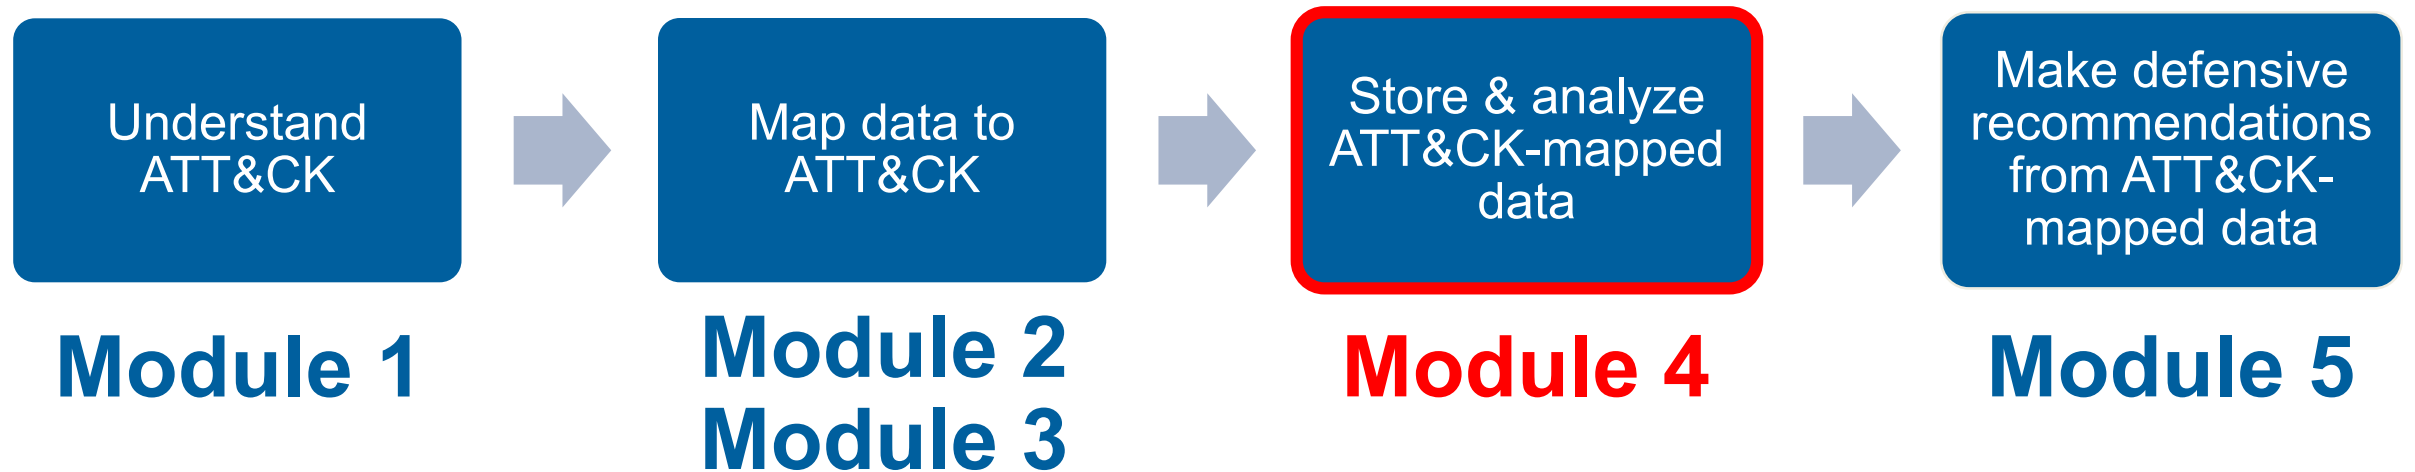 Understand
ATT&CK
Module 1
Map data to
ATT&CK
Module 2
Module 3
Store & analyze
ATT&CK-mapped
data
Module 4
Make defensive
recommendations
from ATT&CK-
mapped data
Module 5